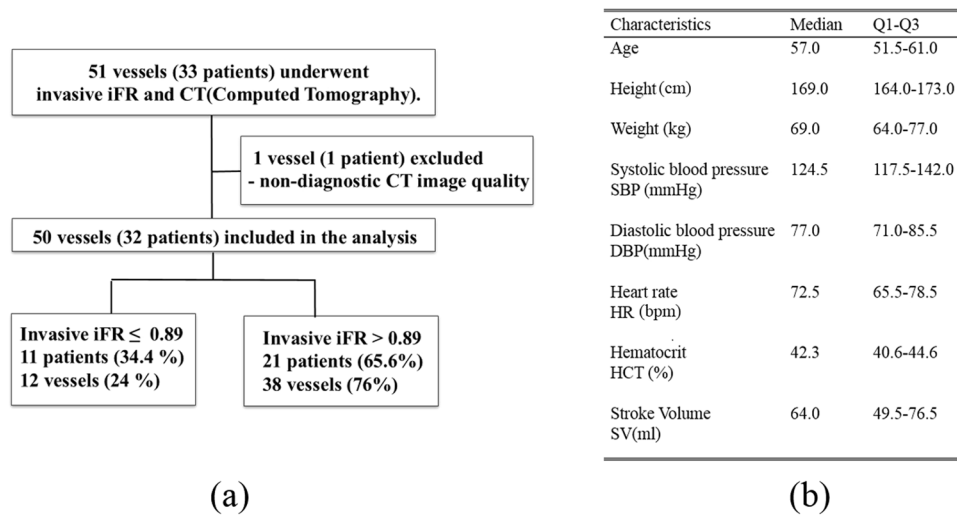 51 vessels (33 patients) underwent
invasive iFR and CT(Computed Tomography).
1 vessel (1 patient) excluded
- non-diagnostic CT image quality
50 vessels (32 patients) included in the analysis
Invasive iFR ≤ 0.89
11 patients (34.4 %)
12 vessels (24 %)
Invasive iFR > 0.89
21 patients (65.6%)
38 vessels (76%)
(a)
Characteristics Median Q1-Q3
Age 57.0 51.5-61.0
Height(cm) 169.0 164.0-173.0
Weight (kg) 69.0 64.0-77.0
Systolic blood pressure 124.5 117.5-142.0
SBP (mmHg)
Diastolic blood pressure 77.0 71.0-85.5
DBP(mmHg)
Heart rate 72.5 65.5-78.5
HR (bpm)
Hematocrit 42.3 40.6-44.6
HCT (%)
Stroke Volume 64.0 49.5-76.5
SV(ml)
(b)